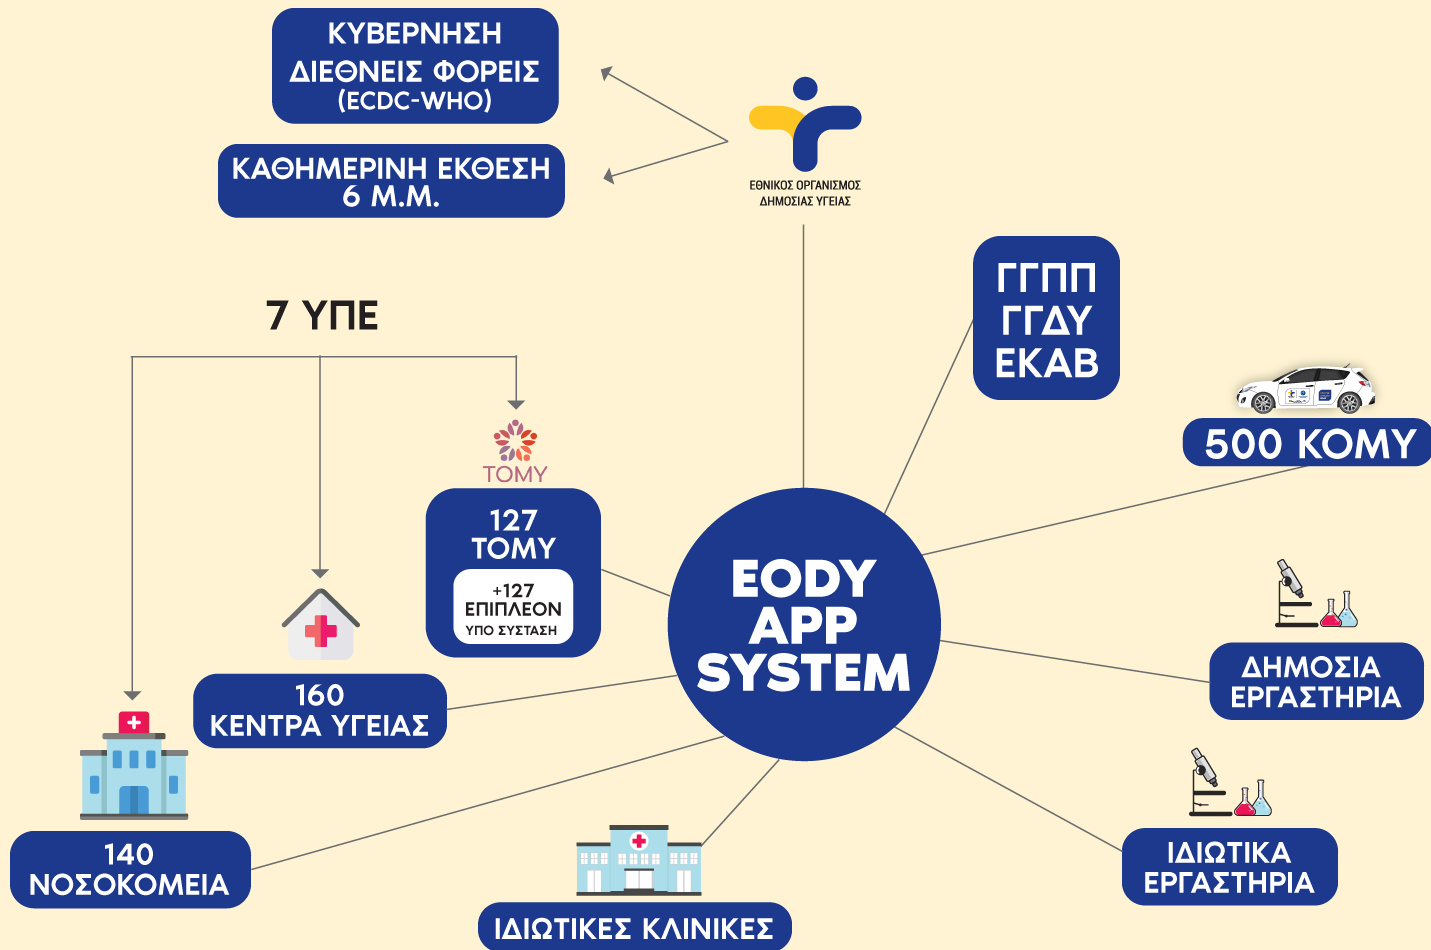 ΚΥΒΕΡΝΗΣΗ
ΔΙΕΘΝΕΙΣ ΦΟΡΕΙΣ
(ECDC-WHO)
ΚΑΘΗΜΕΡΙΝΗ ΕΚΘΕΣΗ
6 Μ.Μ.
ΕΘΝΙΚΟΣ ΟΡΓΑΝΙΣΜΟΣ
ΔΗΜΟΣΙΑΣ ΥΓΕΙΑΣ
ΓΓΠΠ
ΓΓΔΥ
ΕΚΑΒ
7 ΥΠΕ
500 ΚΟΜΥ
TOMY
127
ΤΟΜΥ
+127
ΕΠΙΠΛΕΟΝ
ΥΠΟ ΣΥΣΤΑΣΗ
EODY
APP
SYSTEM
160
ΚΕΝΤΡΑ ΥΓΕΙΑΣ
ΔΗΜΟΣΙΑ
ΕΡΓΑΣΤΗΡΙΑ
140
ΝΟΣΟΚΟΜΕΙΑ
ΙΔΙΩΤΙΚΑ
ΕΡΓΑΣΤΗΡΙΑ
ΙΔΙΩΤΙΚΕΣ ΚΛΙΝΙΚΕΣ